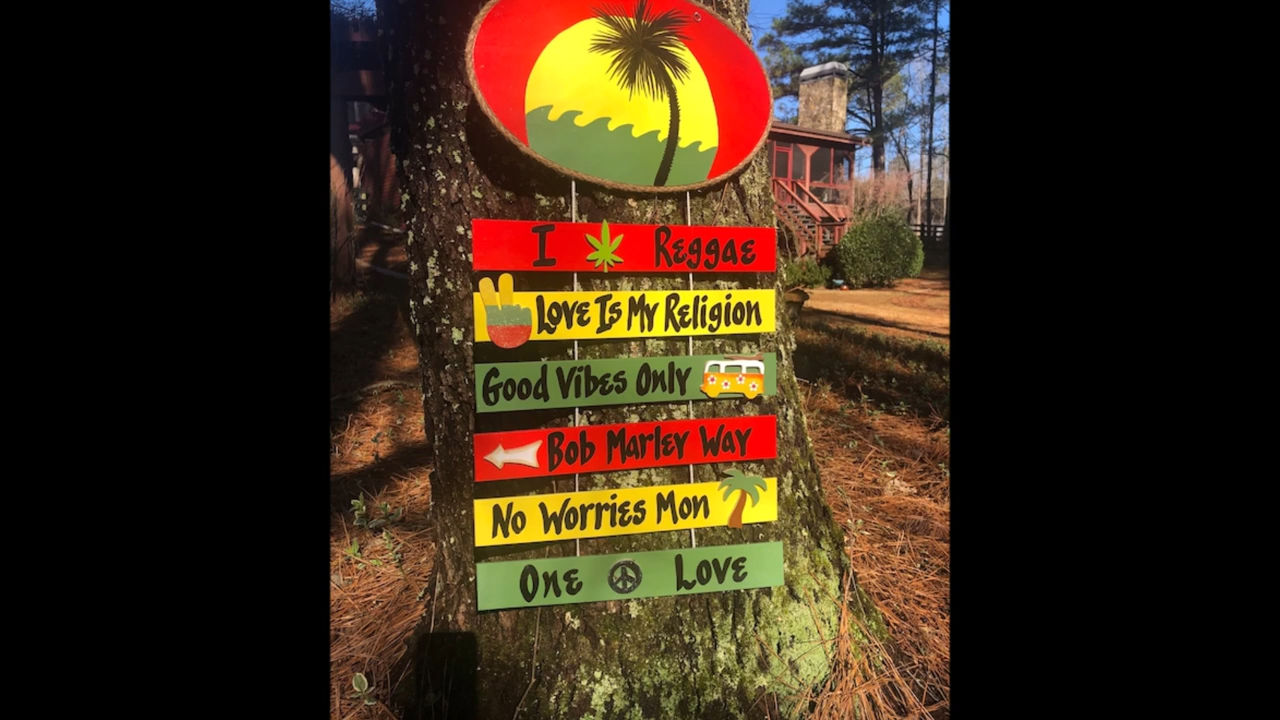 I Reggae
Love Is My Religion
Good Vibes Only
Bob Marley Way
No Worries Mon
One Love